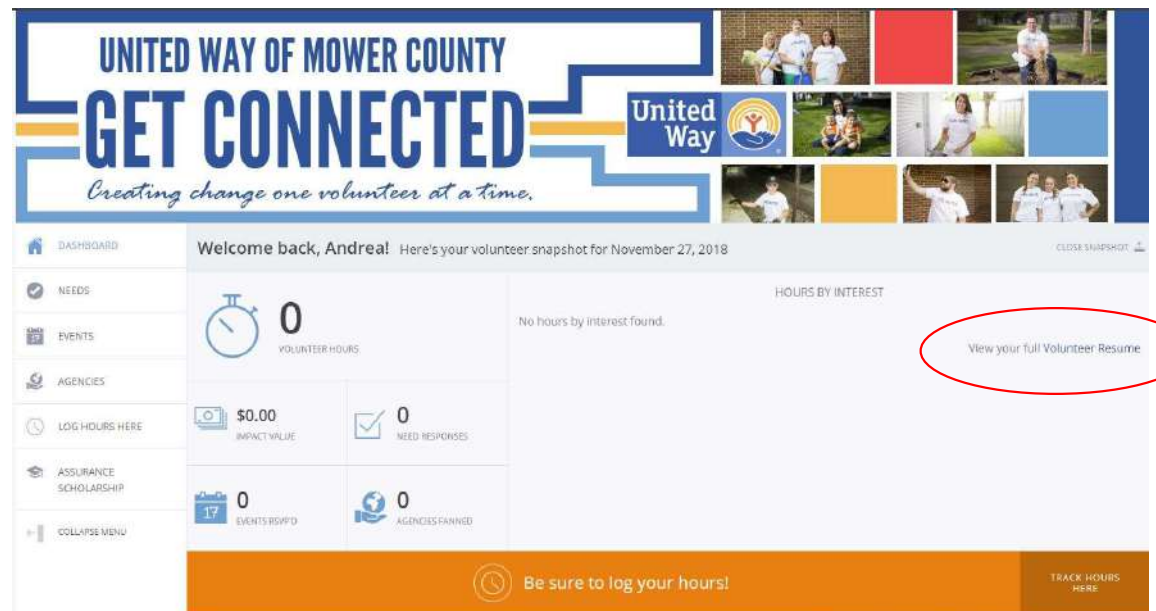 UNITED WAY OF MOWER COUNTY
GET CONNECTED
Creating change one volunteer at a time.
United
Way
DASHBOARD
NEEDS
EVENTS
AGENCIES
LOG HOURS HERE
ASSURANCE
SCHOLARSHIP
COLLAPSE MENU
Welcome back, Andrea! Here's your volunteer snapshot for November 27, 2018
CLOSE SNAPSHOT
0
VOLUNTEER HOURS
HOURS BY INTEREST
No hours by interest found.
View your full Volunteer Resume
$0.00
IMPACT VALUE
0
NEED RESPONSES
17
0
EVENTS RSVP'D
0
AGENCIES FANNED
Be sure to log your hours!
TRACK HOURS
HERE